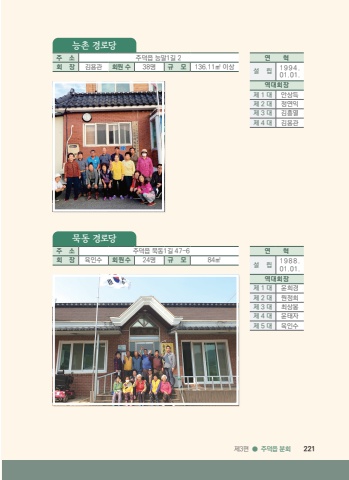 능촌 경로당
주 소 주덕읍 능말1길 2
회 장 김용관 회원수 38명 규 모 136.11㎡ 이상
연 혁
설 립 1994. 01.01.
역대회장
제 1 대 안상득
제 2 대 정연익
제 3 대 김홍열
제 4 대 김용관
묵동 경로당
주 소 주덕읍 묵동1길 47-6
회 장 육인수 회원수 24명 규 모 84㎡
연 혁
설 립 1988. 01.01.
역대회장
제 1 대 윤희경
제 2 대 원정희
제 3 대 최상열
제 4 대 윤태자
제 5 대 육인수
제3편 ● 주덕읍 문화 221